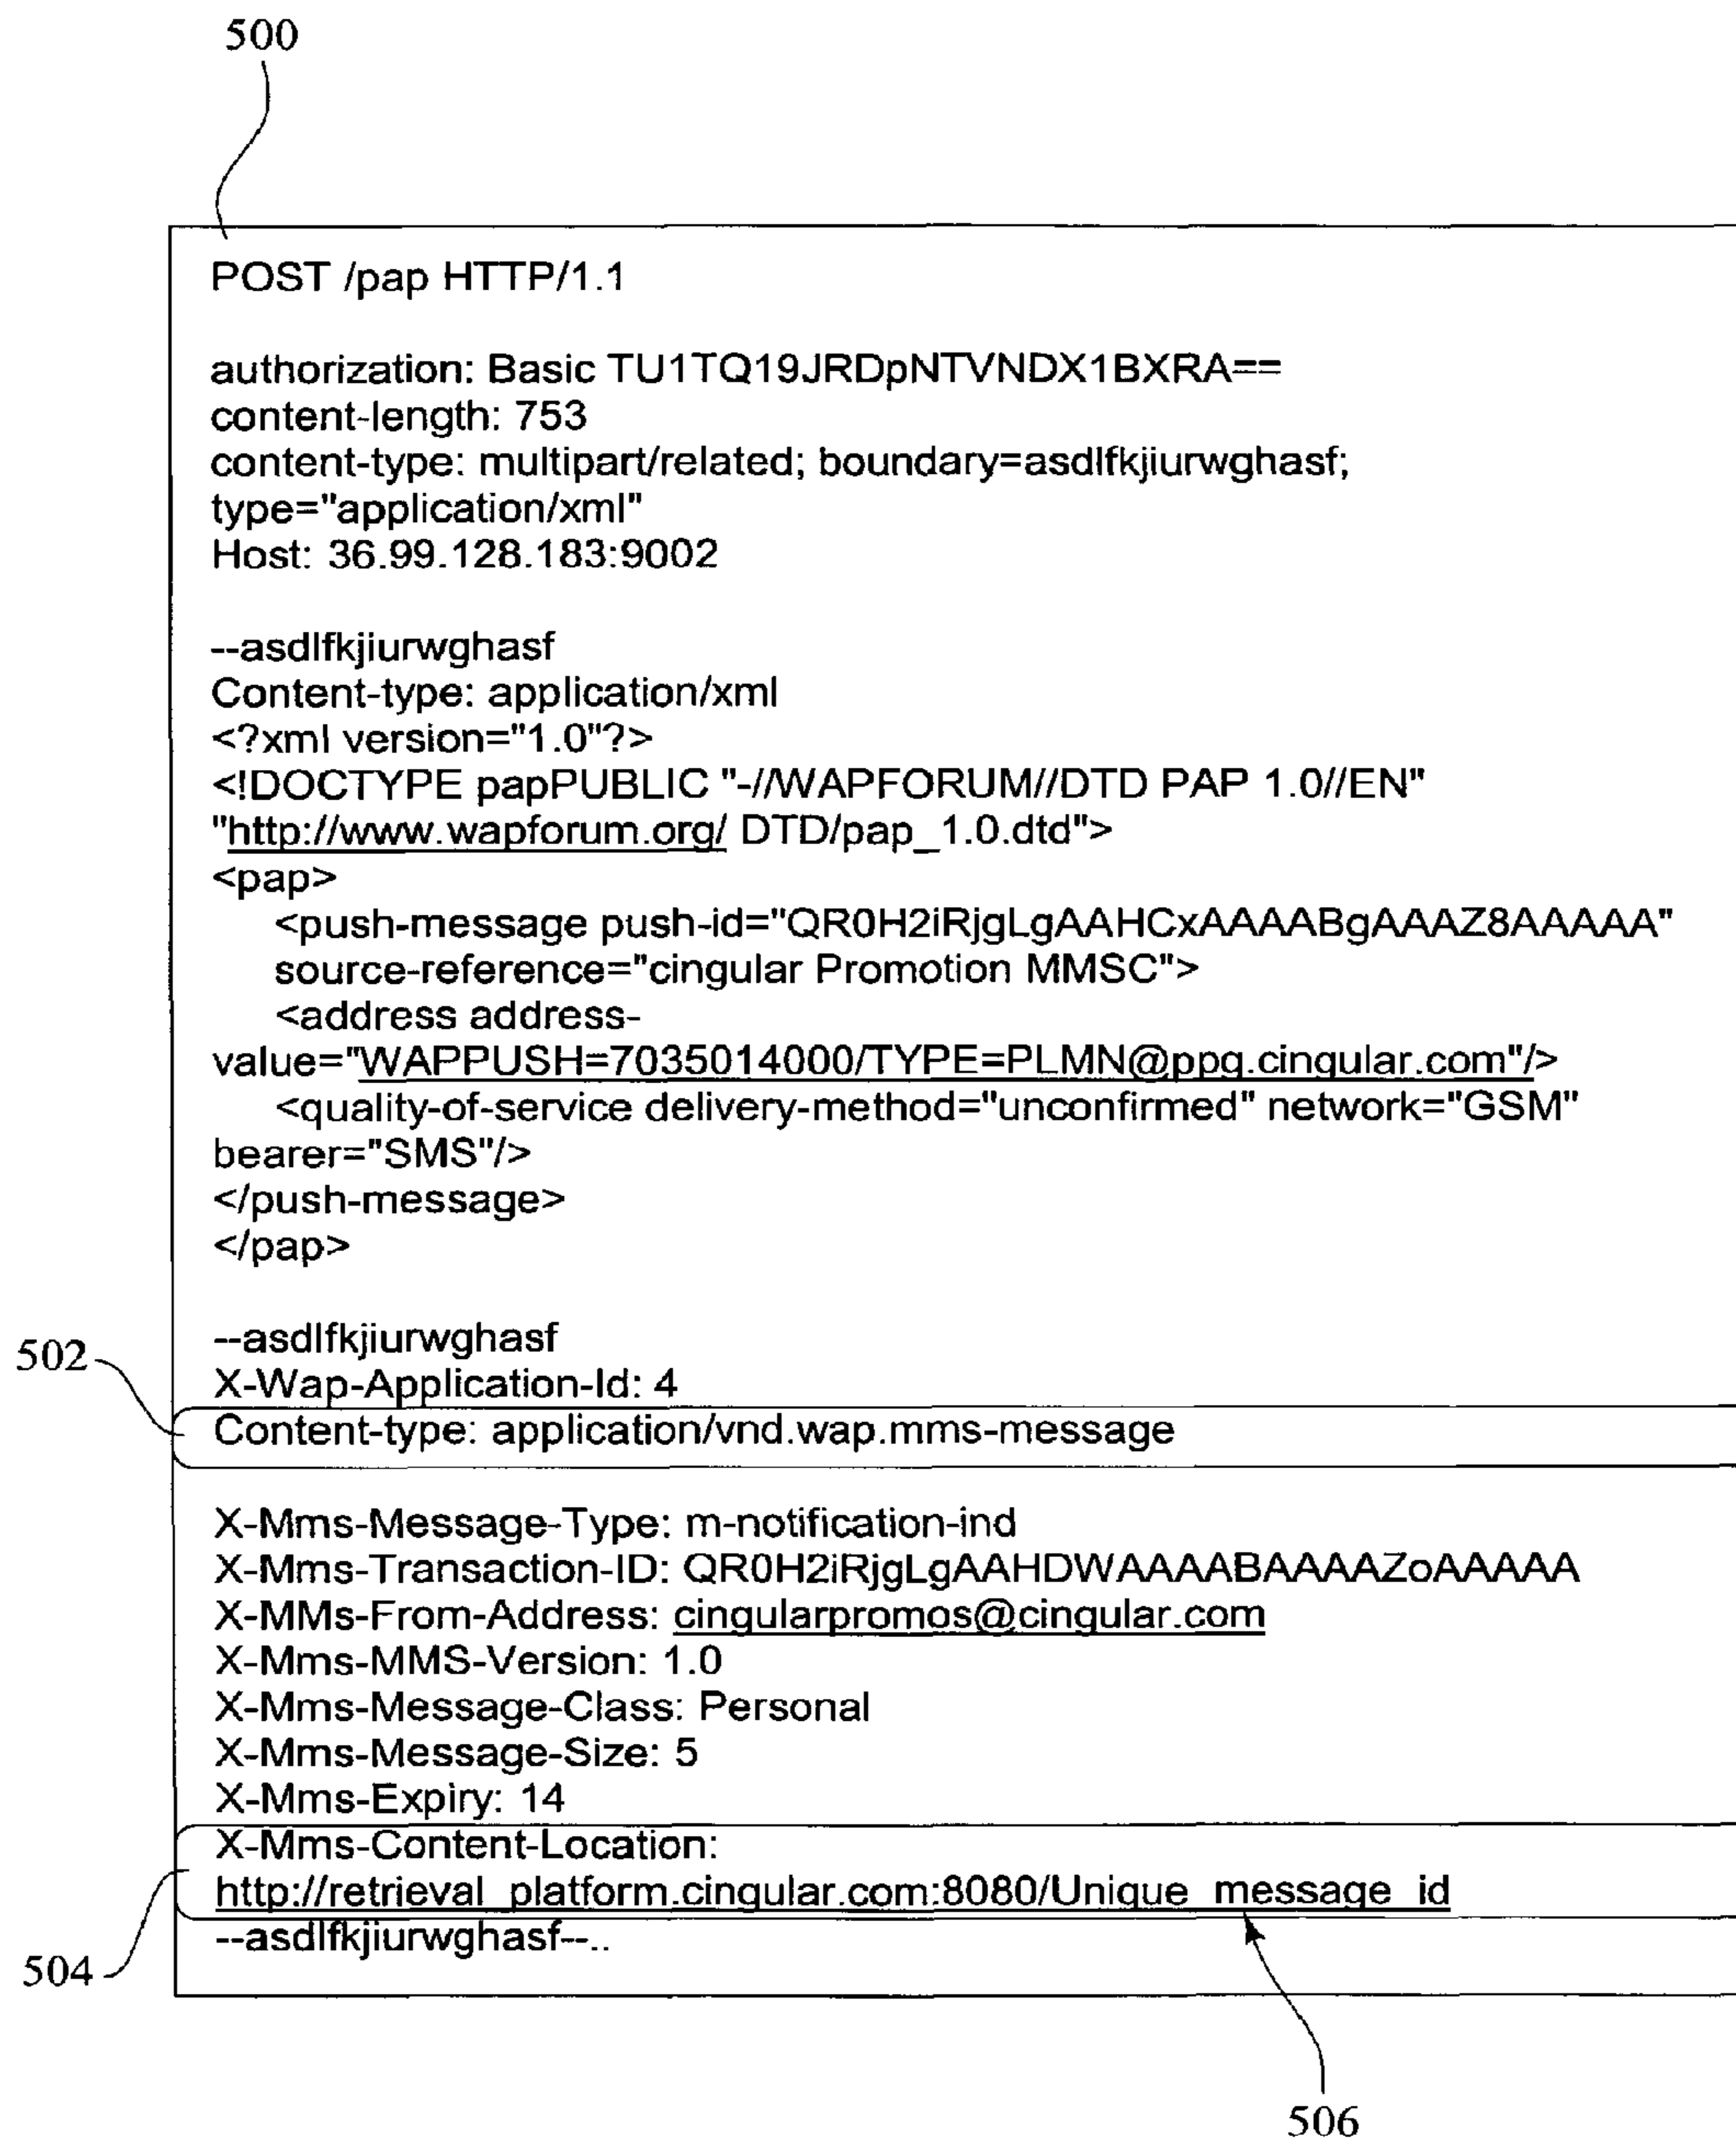 500
POST /pap HTTP/1.1
authorization: Basic TU1TQ19JRDpNTVNDX1BXRA==
content-length: 753
content-type: multipart/related; boundary=asdlfkjiurwghasf;
type="application/xml"
Host: 36.99.128.183:9002
--asdlfkjiurwghasf
Content-type: application/xml
<?xml version="1.0"?>
<!DOCTYPE papPUBLIC "-//WAPFORUM//DTD PAP 1.0//EN"
"http://www.wapforum.org/ DTD/pap_1.0.dtd">
<pap>
<push-message push-id="QR0H2iRjgLgAAHCxAAAABgAAAZ8AAAAA"
source-reference="cingular Promotion MMSC">
<address address-
value="WAPPUSH=7035014000/TYPE=PLMN@ppg.cingular.com"/>
<quality-of-service delivery-method="unconfirmed" network="GSM"
bearer="SMS"/>
</push-message>
</pap>
--asdlfkjiurwghasf
502
X-Wap-Application-Id: 4
Content-type: application/vnd.wap.mms-message
X-Mms-Message-Type: m-notification-ind
X-Mms-Transaction-ID: QR0H2iRjgLgAAHDWAAAABAAAAZoAAAAA
X-MMs-From-Address: cingularpromos@cingular.com
X-Mms-MMS-Version: 1.0
X-Mms-Message-Class: Personal
X-Mms-Message-Size: 5
X-Mms-Expiry: 14
X-Mms-Content-Location:
http://retrieval_platform.cingular.com:8080/Unique_message_id
--asdlfkjiurwghasf--..
504
506